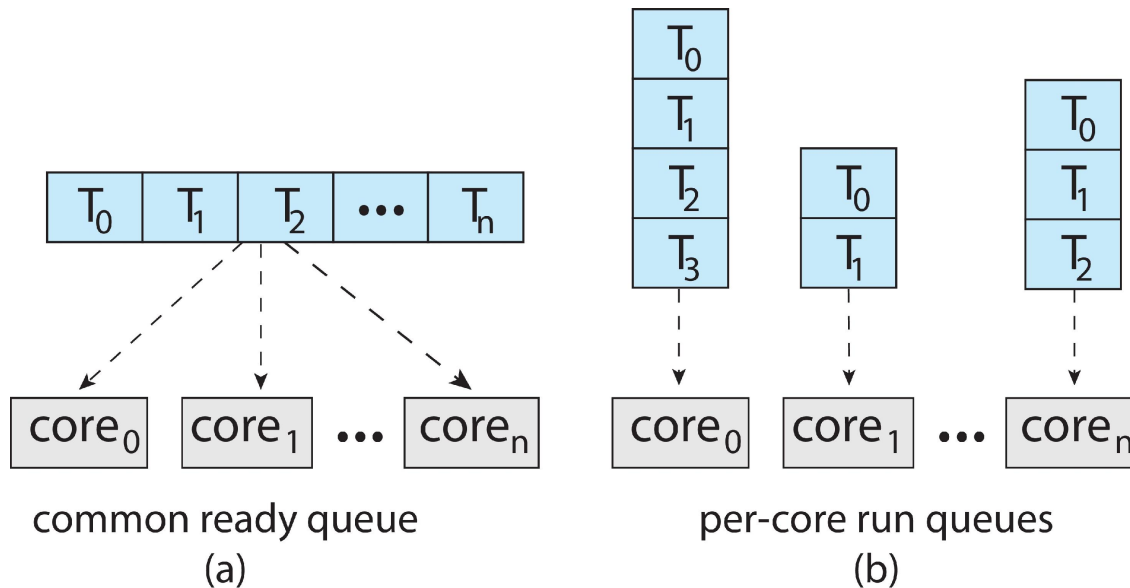 T₀ T₁ T₂ ••• Tₙ
core₀ core₁ ••• coreₙ
common ready queue
(a)
T₀
T₁
T₂
T₃
T₀
T₁
T₀
T₁
T₂
core₀ core₁ ••• coreₙ
per-core run queues
(b)